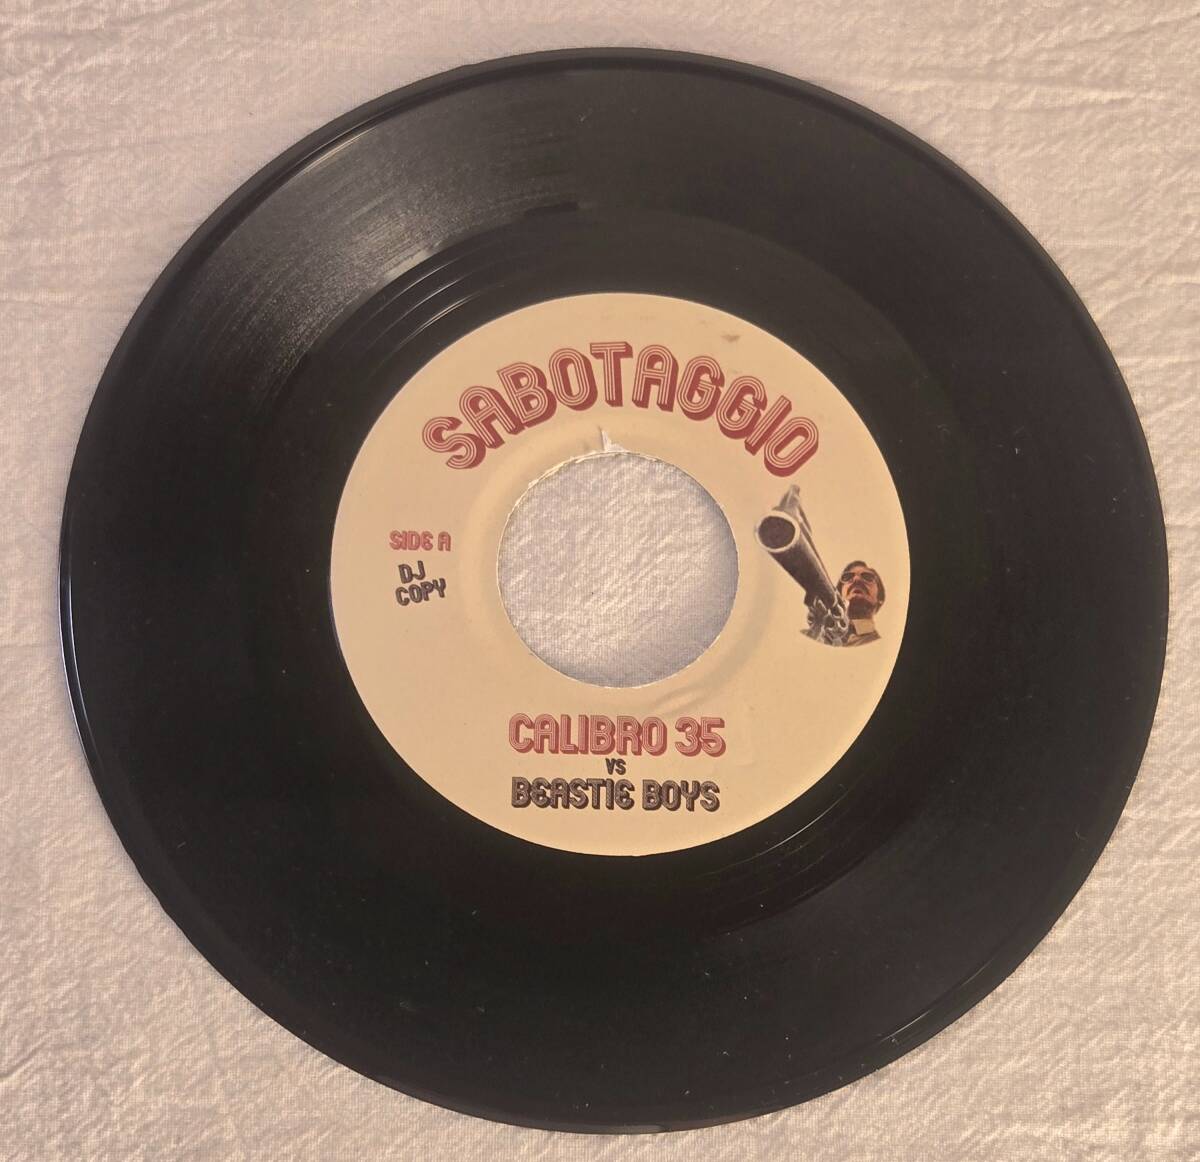 SABOTAGGIO
SIDE A
DJ
COPY
CALIBRO 35
VS
BEASTIE BOYS